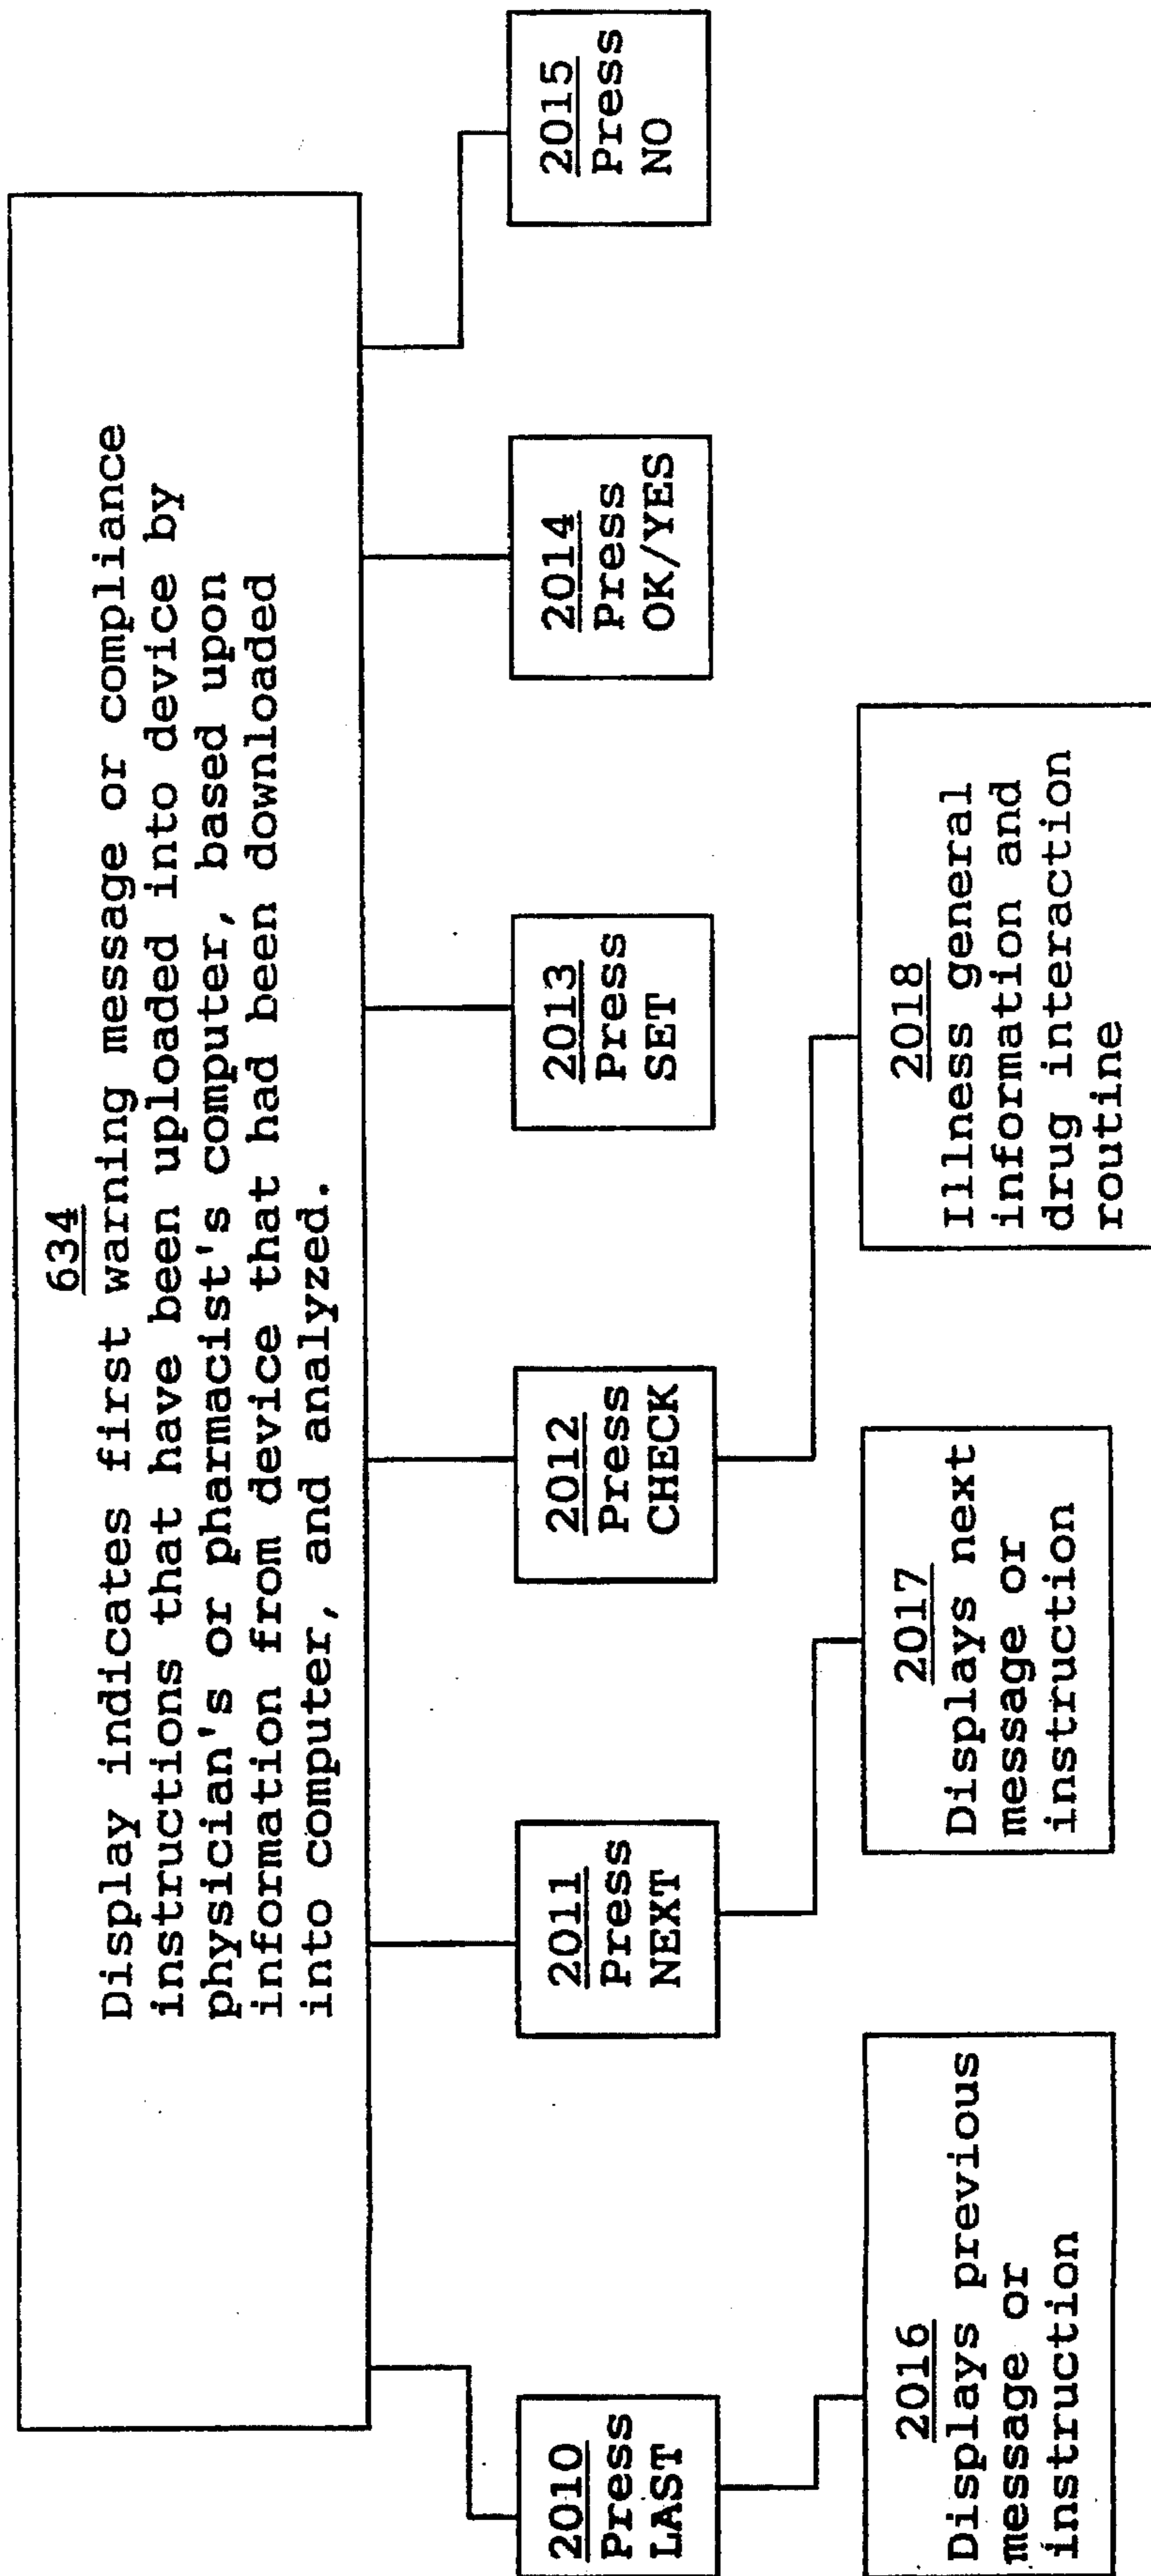 634
Display indicates first warning message or compliance
instructions that have been uploaded into device by
physician's or pharmacist's computer, based upon
information from device that had been downloaded
into computer, and analyzed.
2010
Press
LAST
2011
Press
NEXT
2012
Press
CHECK
2013
Press
SET
2014
Press
OK/YES
2015
Press
NO
2016
Displays previous
message or
instruction
2017
Displays next
message or
instruction
2018
Illness general
information and
drug interaction
routine